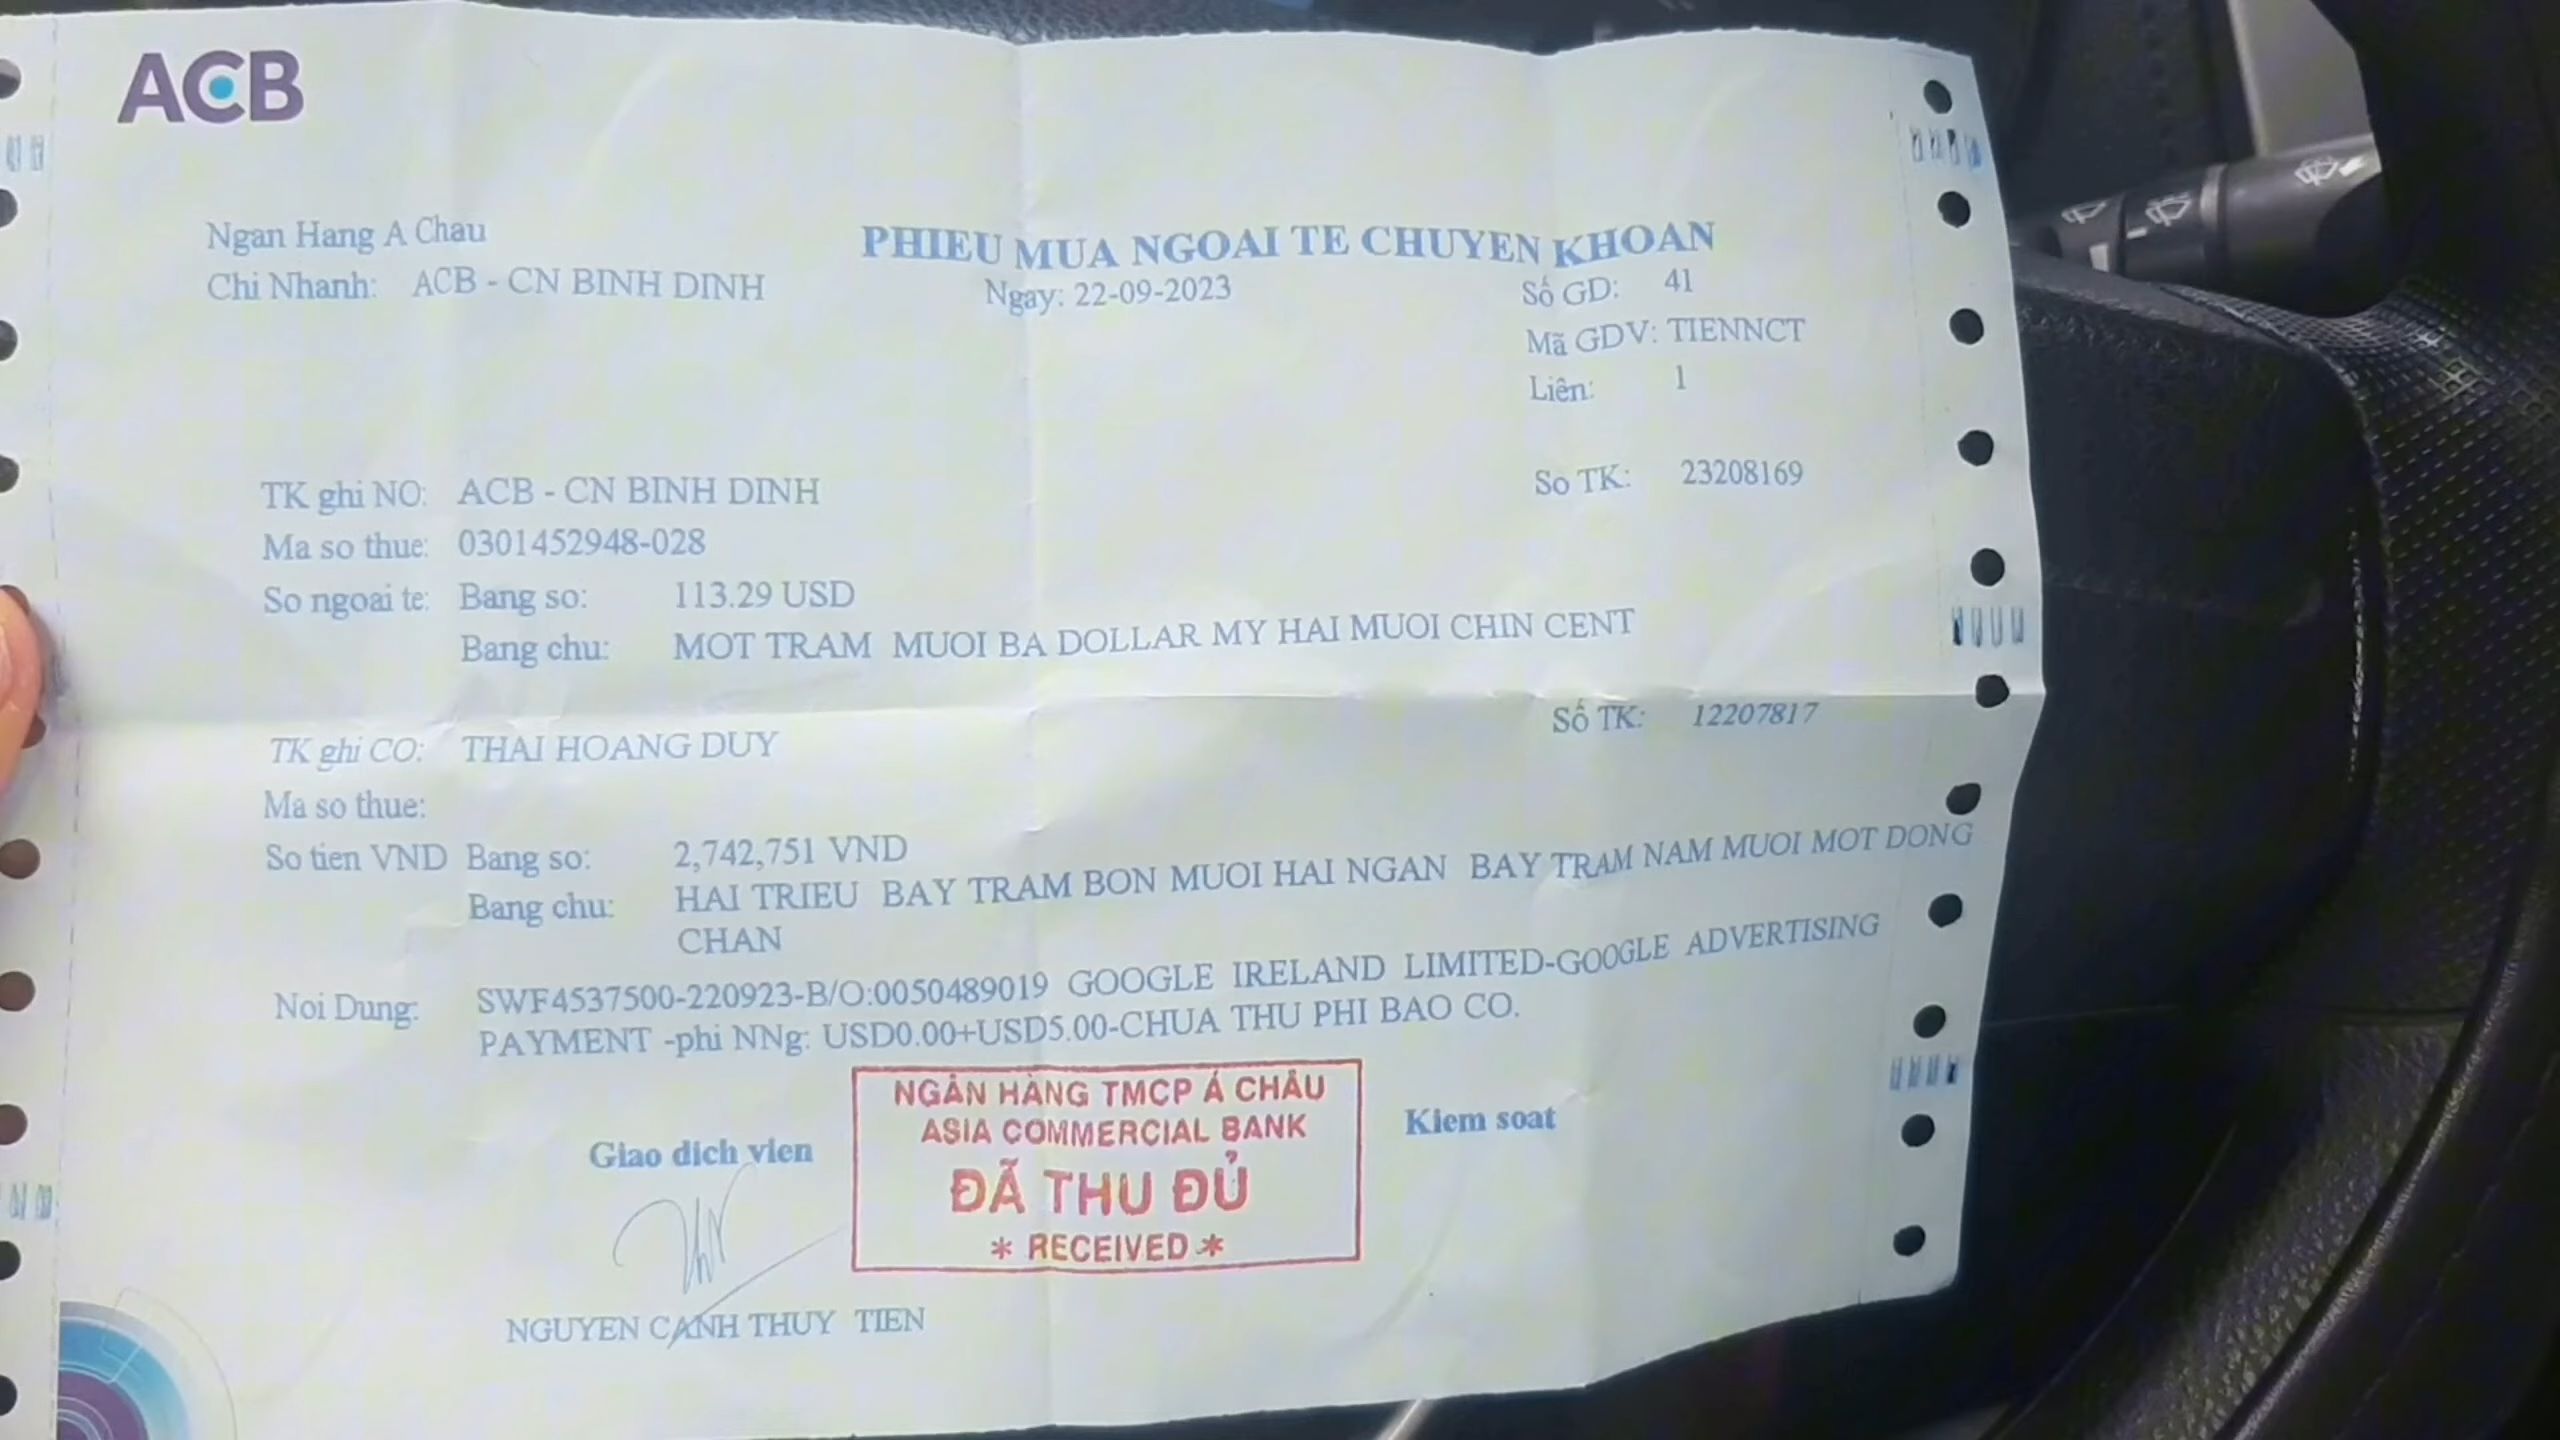 ACB
Ngan Hang A Chau
PHIEU MUA NGOAI TE CHUYEN KHOAN
Chi Nhanh: ACB - CN BINH DINH
Ngay: 22-09-2023
Số GD: 41
Mã GDV: TIENNCT
Liên: 1
TK ghi NO: ACB - CN BINH DINH
So TK: 23208169
Ma so thue: 0301452948-028
So ngoai te: Bang so: 113.29 USD
Bang chu: MOT TRAM MUOI BA DOLLAR MY HAI MUOI CHIN CENT
TK ghi CO: THAI HOANG DUY
Số TK: 12207817
Ma so thue:
So tien VND Bang so: 2,742,751 VND
Bang chu: HAI TRIEU BAY TRAM BON MUOI HAI NGAN BAY TRAM NAM MUOI MOT DONG
CHAN
Noi Dung: SWF4537500-220923-B/O:0050489019 GOOGLE IRELAND LIMITED-GOOGLE ADVERTISING
PAYMENT -phi NNg: USD0.00+USD5.00-CHUA THU PHI BAO CO.
Giao dich vien
NGÂN HÀNG TMCP Á CHÂU
ASIA COMMERCIAL BANK
ĐÃ THU ĐỦ
* RECEIVED *
Kiem soat
NGUYEN CANH THUY TIEN